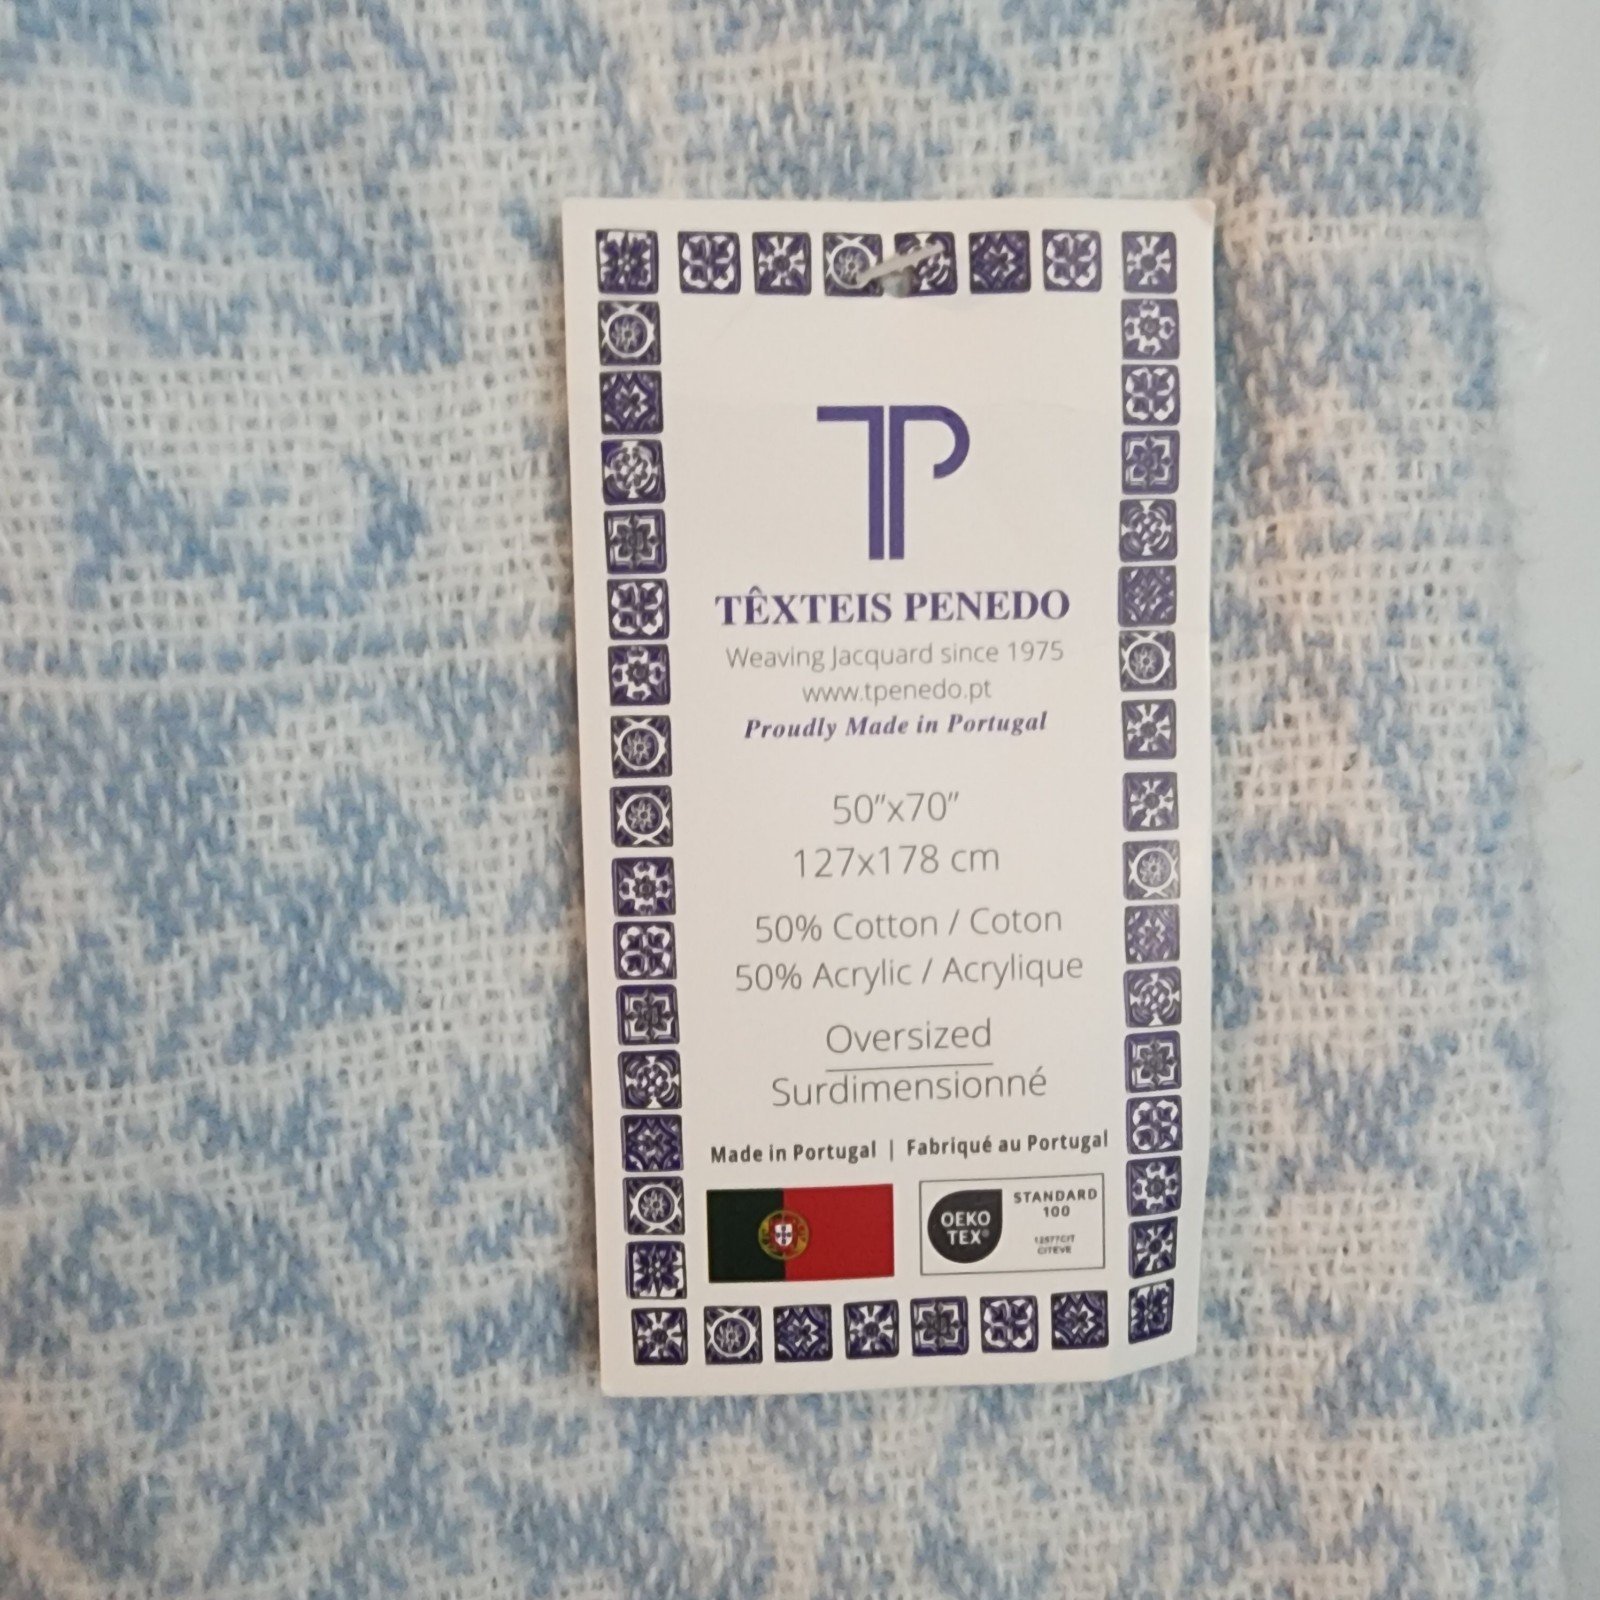 TP
TÊXTEIS PENEDO
Weaving Jacquard since 1975
www.tpenedo.pt
Proudly Made in Portugal
50”x70”
127x178 cm
50% Cotton / Coton
50% Acrylic / Acrylique
Oversized
Surdimensionné
Made in Portugal | Fabriqué au Portugal
OEKO
TEX®
STANDARD
100
CITEVE